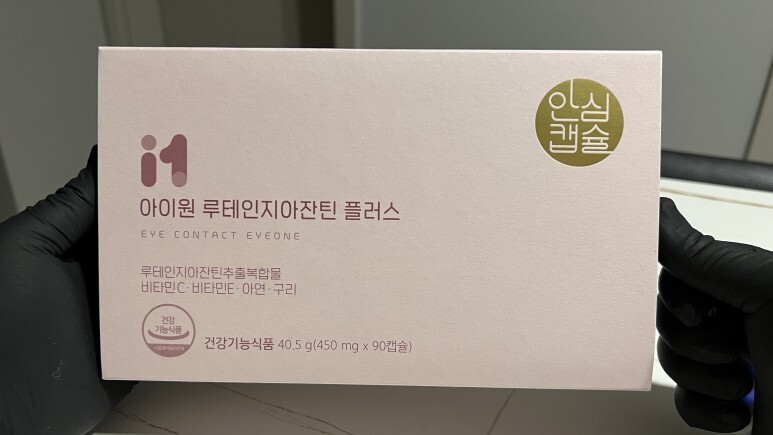 안심
캡슐
i1
아이원 루테인지아잔틴 플러스
EYE CONTACT EYEONE
루테인지아잔틴추출복합물
비타민C·비타민E·아연·구리
건강
기능식품
건강기능식품 40.5 g(450 mg x 90캡슐)